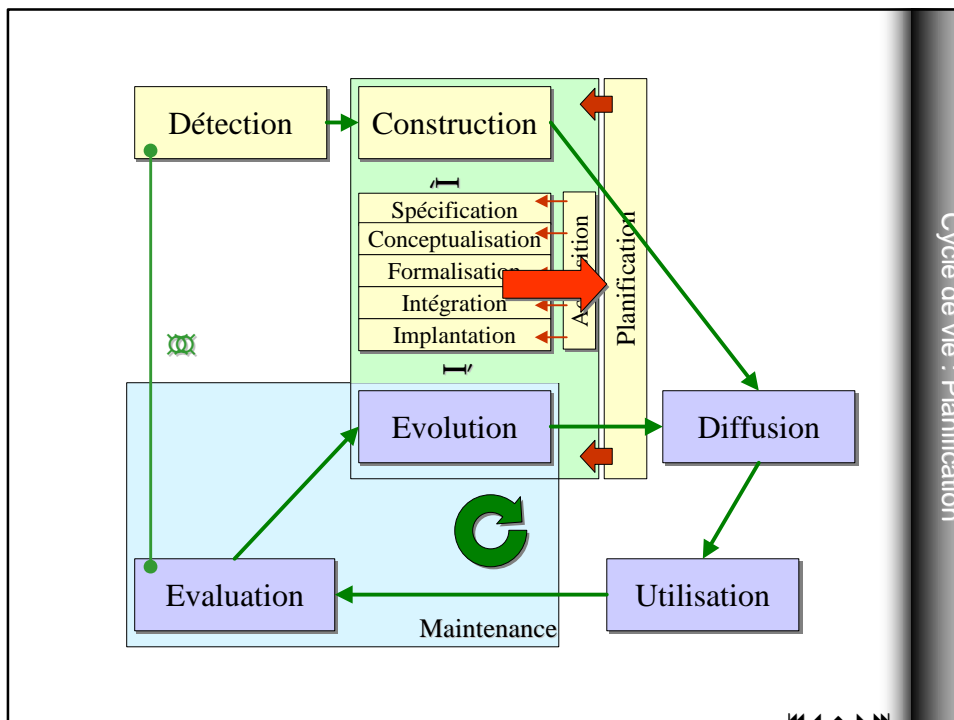 Détection
Construction
Spécification
Conceptualisation
Formalisation
Intégration
Implantation
Planification
Evolution
Diffusion
Evaluation
Utilisation
Maintenance
Cycle de vie : Planification